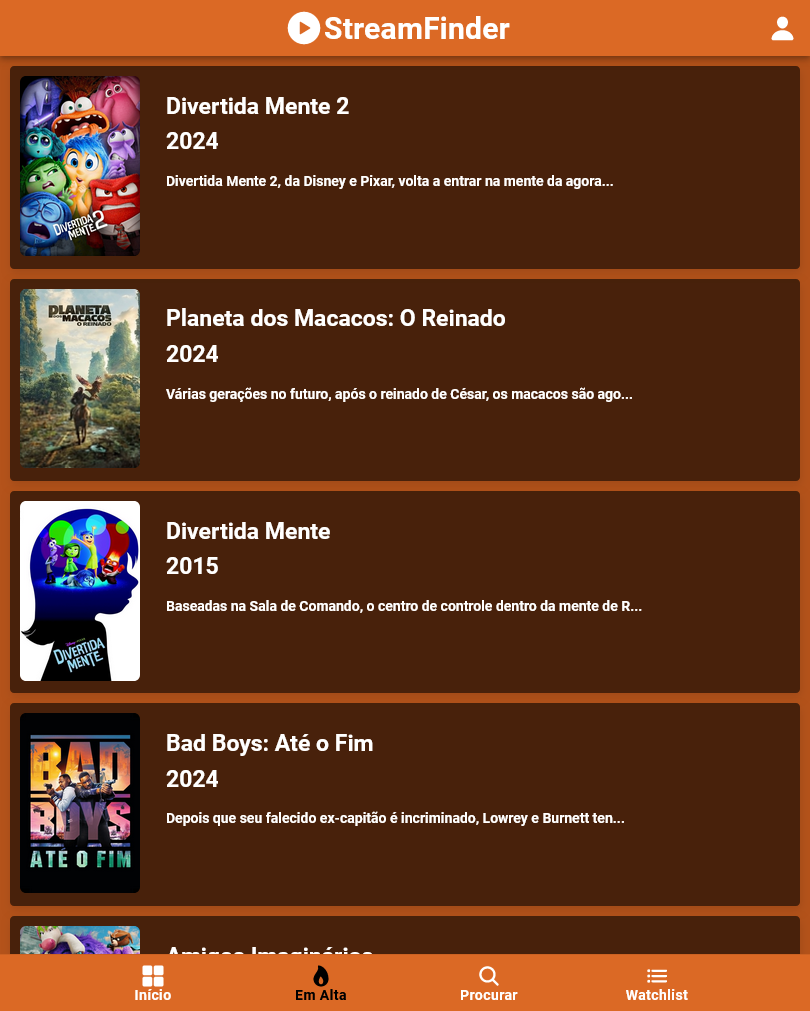 StreamFinder
DIVERTIDA
MENTE 2
Divertida Mente 2
2024
Divertida Mente 2, da Disney e Pixar, volta a entrar na mente da agora...
PLANETA
DOS MACACOS
O REINADO
Planeta dos Macacos: O Reinado
2024
Várias gerações no futuro, após o reinado de César, os macacos são ago...
DIVERTIDA
MENTE
Divertida Mente
2015
Baseadas na Sala de Comando, o centro de controle dentro da mente de R...
BAD
BOYS
ATÉ O FIM
Bad Boys: Até o Fim
2024
Depois que seu falecido ex-capitão é incriminado, Lowrey e Burnett ten...
Amigos Imaginários
Início
Em Alta
Procurar
Watchlist